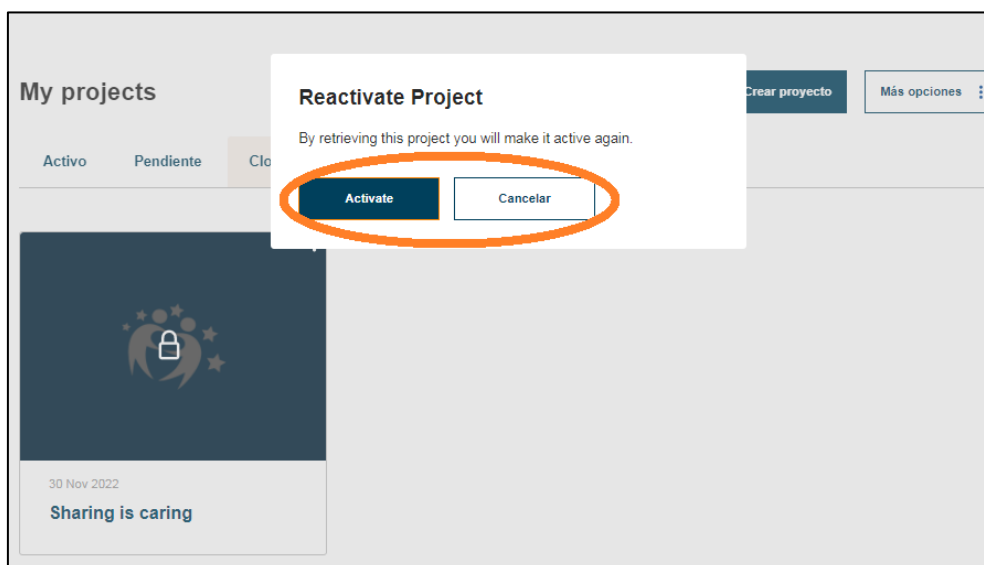 My projects
Reactivate Project
By retrieving this project you will make it active again.
Activate
Cancelar
Crear proyecto
Más opciones
Activo
Pendiente
Clo
30 Nov 2022
Sharing is caring